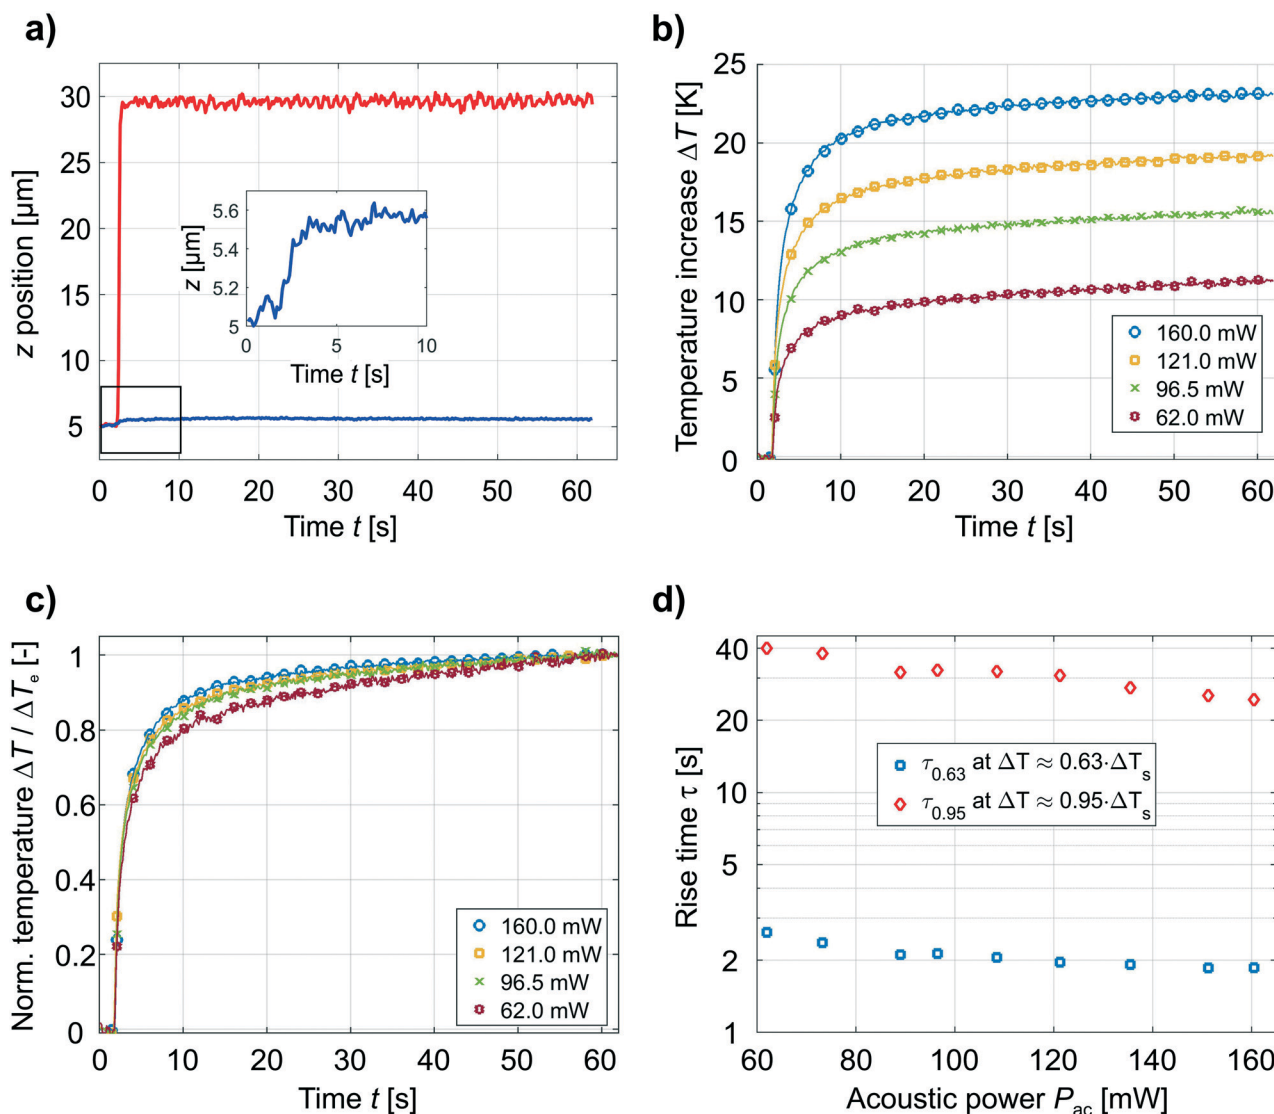 a)
z position [µm]
30
25
20
15
10
5
0
10
20
30
40
50
60
Time t [s]
z [µm]
5.6
5.4
5.2
5
0
5
10
Time t [s]
b)
Temperature increase ΔT [K]
25
20
15
10
5
0
0
10
20
30
40
50
60
Time t [s]
160.0 mW
121.0 mW
96.5 mW
62.0 mW
c)
Norm. temperature ΔT / ΔTe [-]
1
0.8
0.6
0.4
0.2
0
0
10
20
30
40
50
60
Time t [s]
160.0 mW
121.0 mW
96.5 mW
62.0 mW
d)
Rise time τ [s]
40
20
10
5
2
1
60
80
100
120
140
160
Acoustic power Pac [mW]
τ0.63 at ΔT ≈ 0.63·ΔTs
τ0.95 at ΔT ≈ 0.95·ΔTs